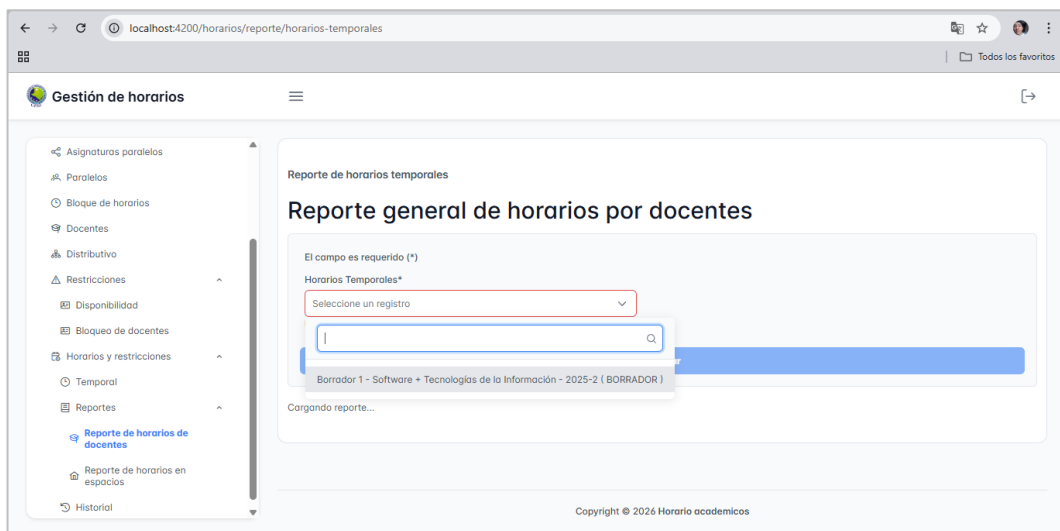 localhost:4200/horarios/reporte/horarios-temporales
Todos los favoritos
Gestión de horarios
Asignaturas paralelos
Paralelos
Bloque de horarios
Docentes
Distributivo
Restricciones
Disponibilidad
Bloqueo de docentes
Horarios y restricciones
Temporal
Reportes
Reporte de horarios de
docentes
Reporte de horarios en
espacios
Historial
Reporte de horarios temporales
Reporte general de horarios por docentes
El campo es requerido (*)
Horarios Temporales*
Seleccione un registro
Borrador 1 - Software + Tecnologías de la Información - 2025-2 ( BORRADOR )
Cargando reporte...
Copyright © 2026 Horario academicos